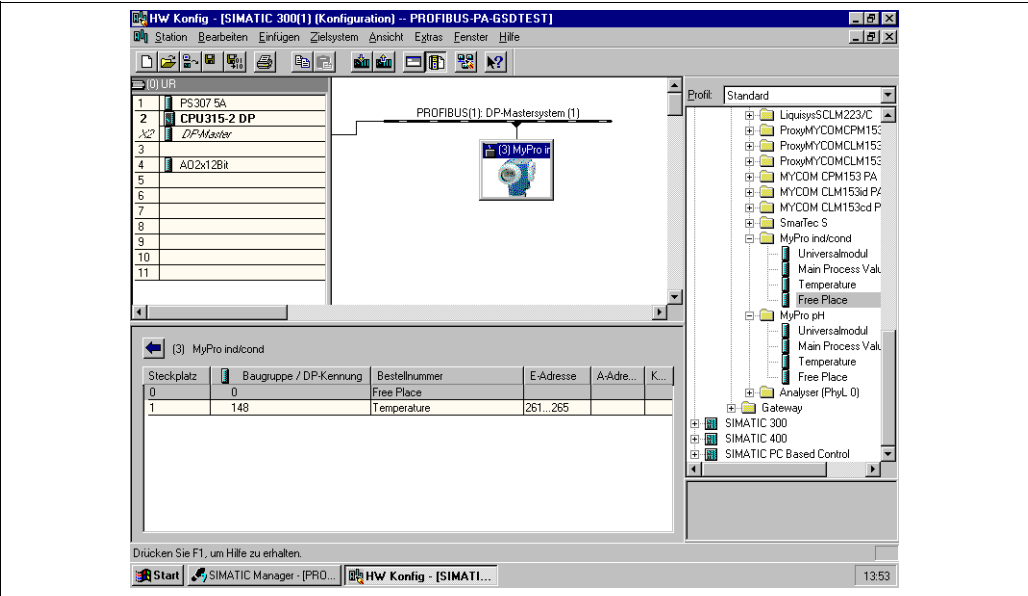 HW Konfig - [SIMATIC 300(1) (Konfiguration) -- PROFIBUS-PA-GSDTEST]
Station Bearbeiten Einfügen Zielsystem Ansicht Extras Fenster Hilfe
(0) UR
1 PS307 5A
2 CPU315-2 DP
X2 DP-Master
3
4 AO2x12Bit
5
6
7
8
9
10
11
PROFIBUS(1): DP-Mastersystem (1)
(3) MyPro in
Profil: Standard
LiquisysSCLM223/C
ProxyMYCOMCPM153
ProxyMYCOMCLM153
ProxyMYCOMCLM153
MYCOM CPM153 PA
MYCOM CLM153id PA
MYCOM CLM153cd P
SmarTec S
MyPro ind/cond
Universalmodul
Main Process Valu
Temperature
Free Place
MyPro pH
Universalmodul
Main Process Valu
Temperature
Free Place
Analyser (PhyL 0)
Gateway
SIMATIC 300
SIMATIC 400
SIMATIC PC Based Control
(3) MyPro ind/cond
Steckplatz Baugruppe / DP-Kennung Bestellnummer E-Adresse A-Adre... K...
0 0 Free Place
1 148 Temperature 261...265
Drücken Sie F1, um Hilfe zu erhalten.
Start SIMATIC Manager - [PRO... HW Konfig - [SIMATI... 13:53